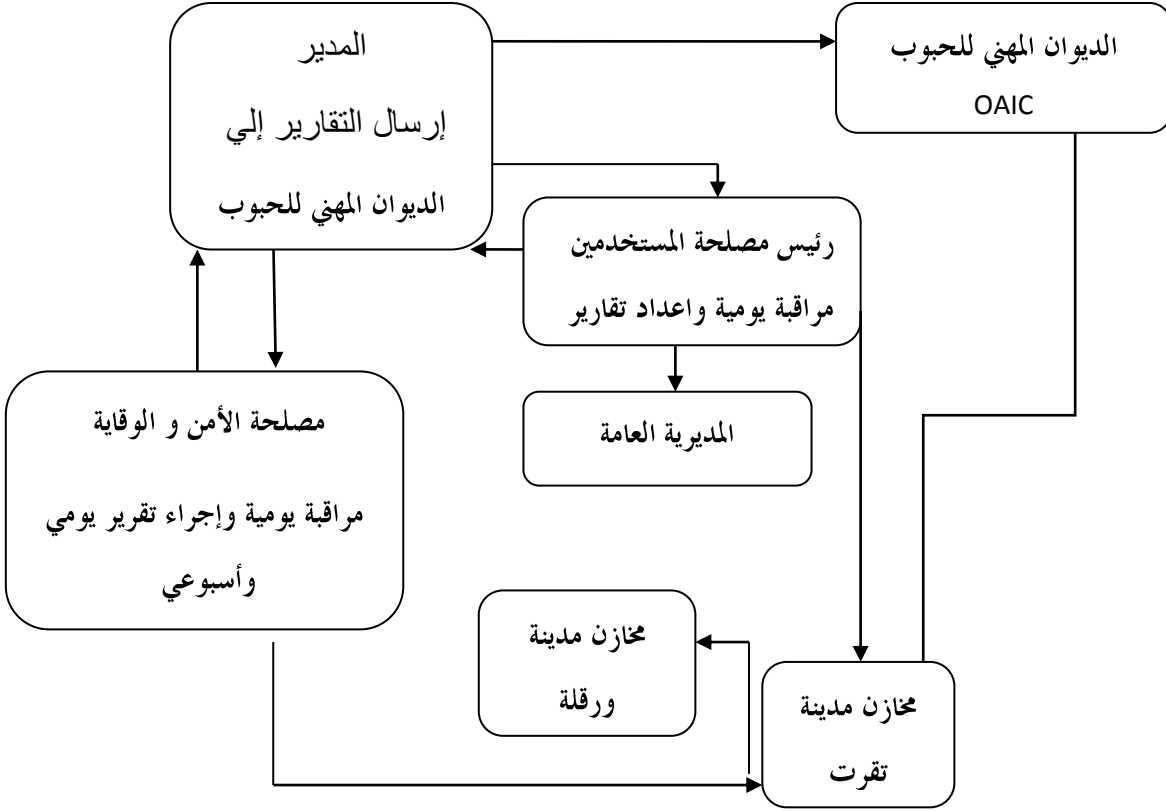 المدير
إرسال التقارير إلي
الديوان المهني للحبوب
الديوان المهني للحبوب
OAIC
رئيس مصلحة المستخدمين
مراقبة يومية واعداد تقارير
المديرية العامة
مصلحة الأمن و الوقاية
مراقبة يومية وإجراء تقرير يومي
وأسبوعي
مخازن مدينة
ورقلة
مخازن مدينة
تقرت